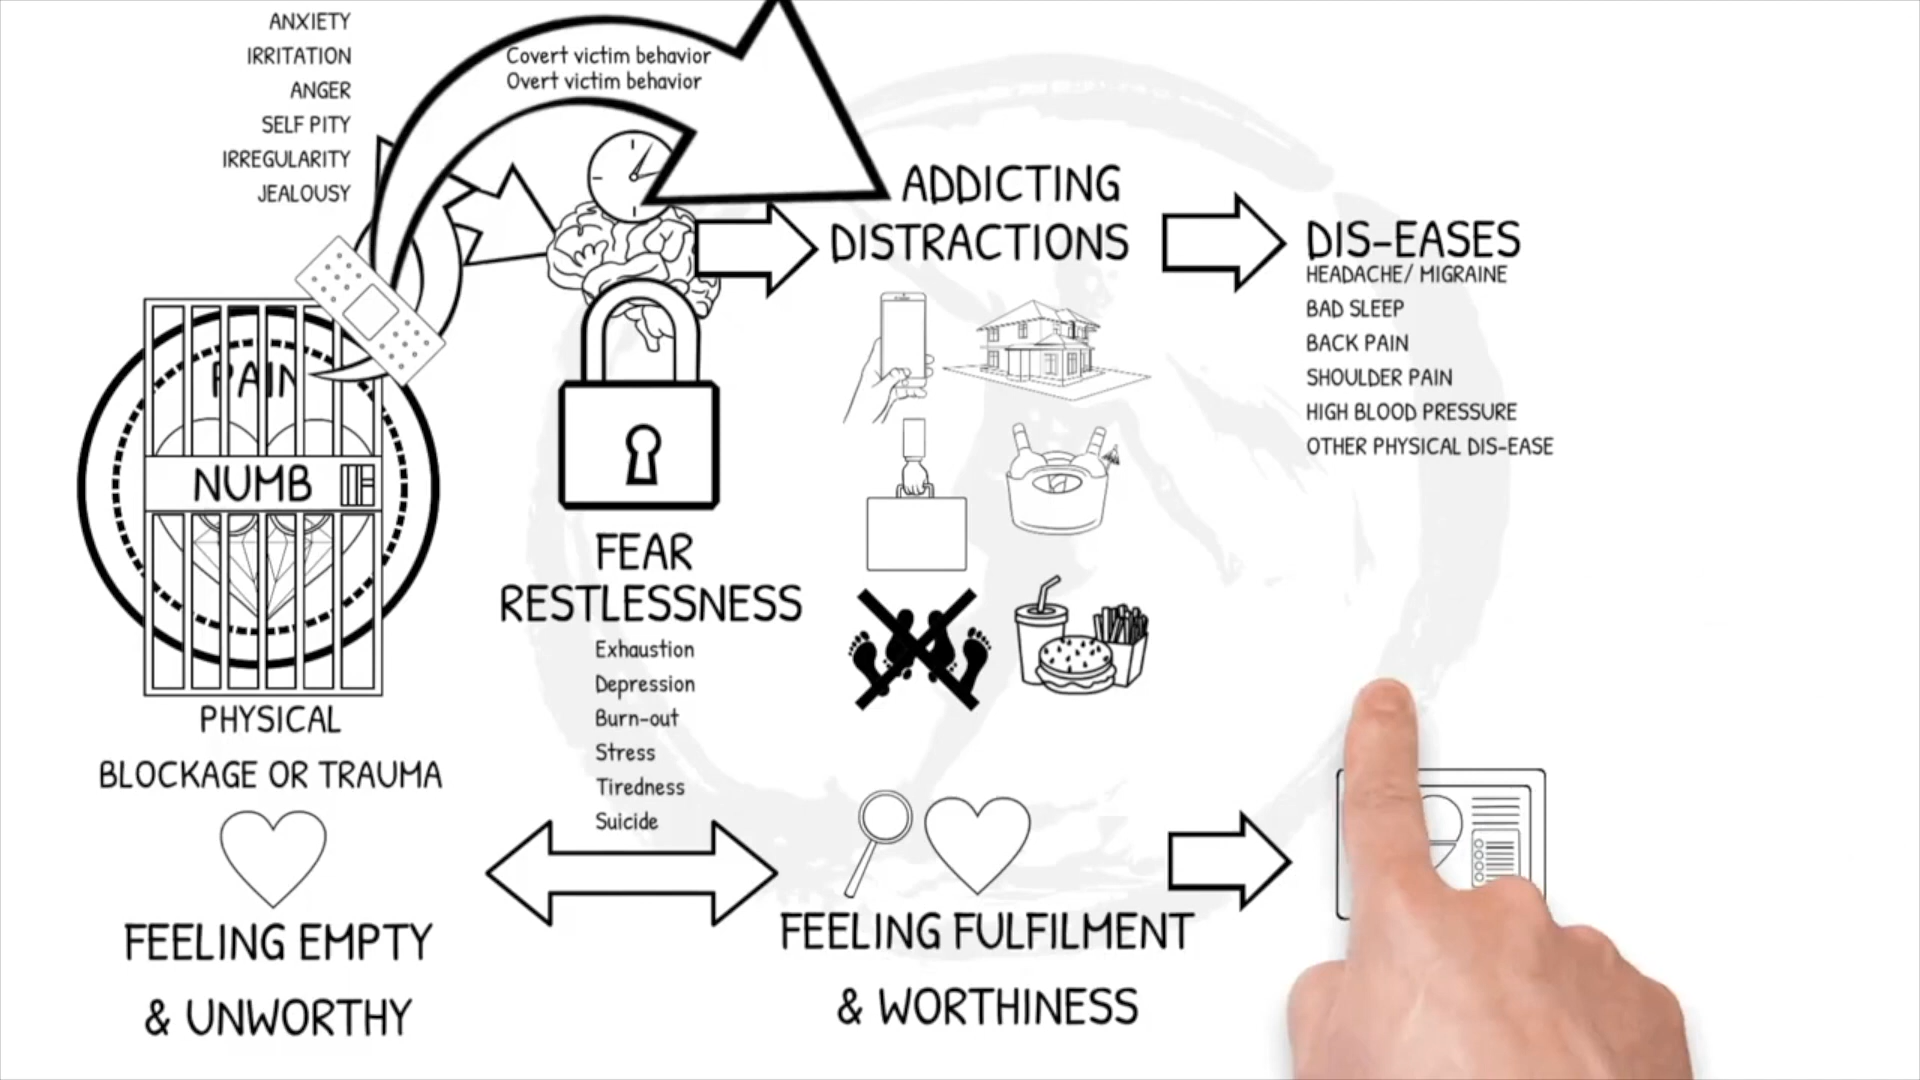 ANXIETY
IRRITATION
ANGER
SELF PITY
IRREGULARITY
JEALOUSY
Covert victim behavior
Overt victim behavior
ADDICTING
DISTRACTIONS
DIS-EASES
HEADACHE/ MIGRAINE
BAD SLEEP
BACK PAIN
SHOULDER PAIN
HIGH BLOOD PRESSURE
OTHER PHYSICAL DIS-EASE
PAIN
NUMB
PHYSICAL
BLOCKAGE OR TRAUMA
FEAR
RESTLESSNESS
Exhaustion
Depression
Burn-out
Stress
Tiredness
Suicide
FEELING EMPTY
& UNWORTHY
FEELING FULFILMENT
& WORTHINESS